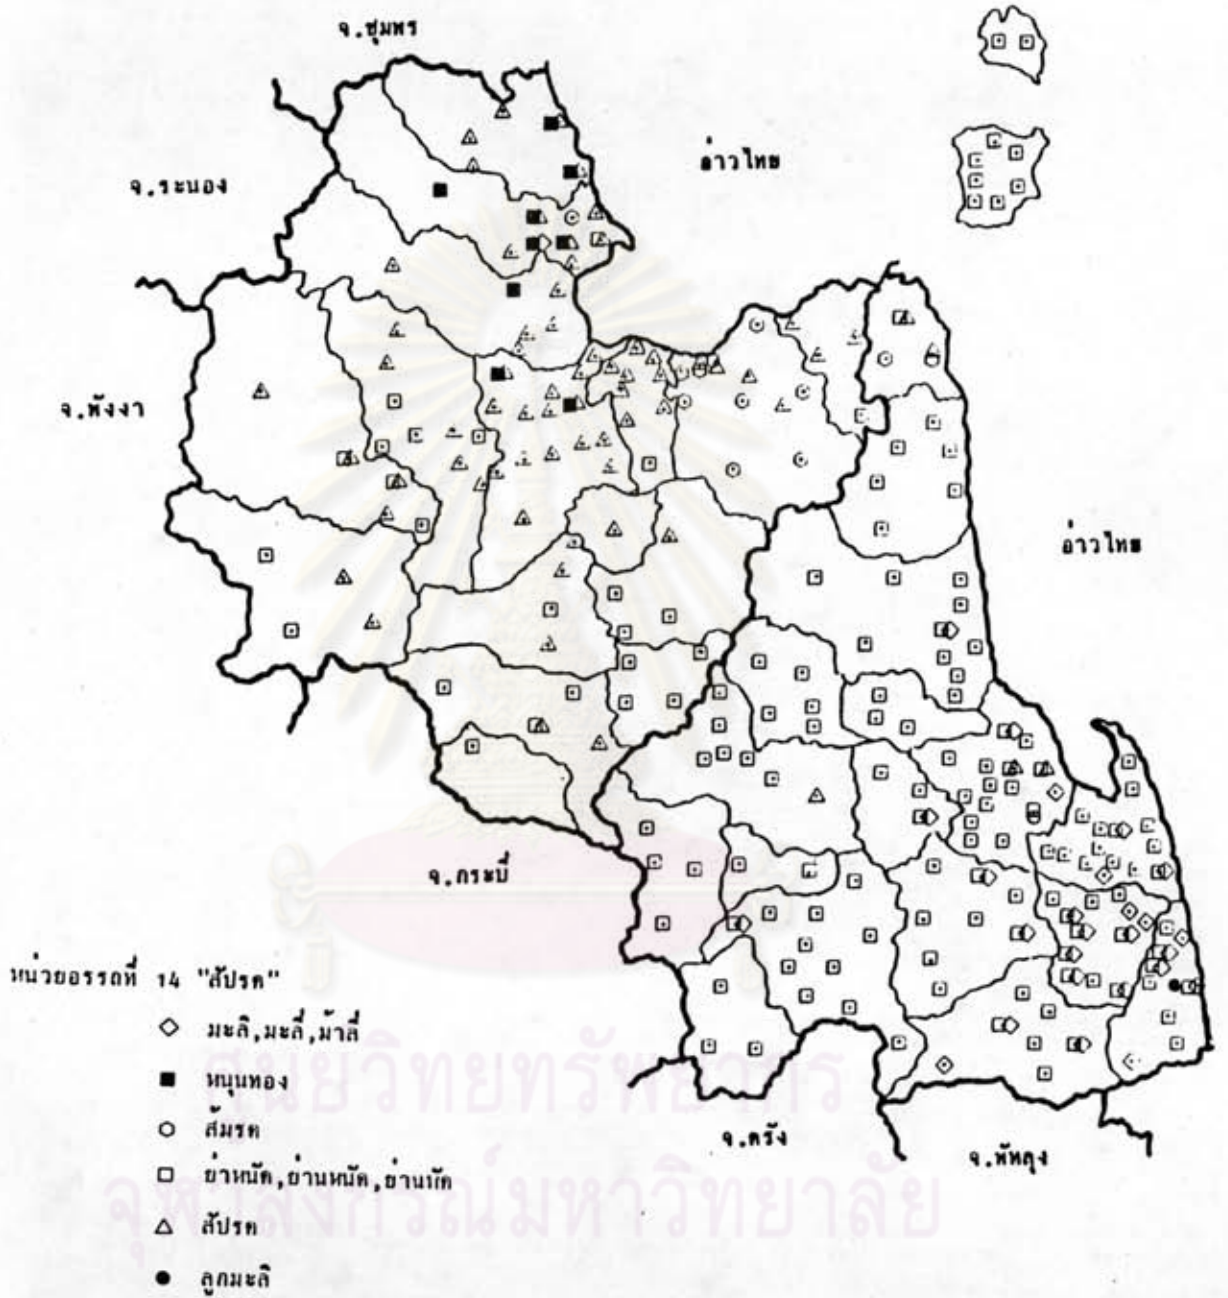 จ.ชุมพร
อ่าวไทย
จ.ระนอง
จ.พังงา
อ่าวไทย
จ.กระบี่
หน่วยอรรถที่ 14 "สัปรด"
มะลิ,มะลี่,ม้าลี่
หนุนทอง
ส้มรด
ย่าหนัด,ย่านหนัด,ย่านนัด
สัปรด
ลูกมะลิ
จ.ตรัง
จ.พัทลุง
ศูนย์วิทยทรัพยากร
จุฬาลงกรณ์มหาวิทยาลัย